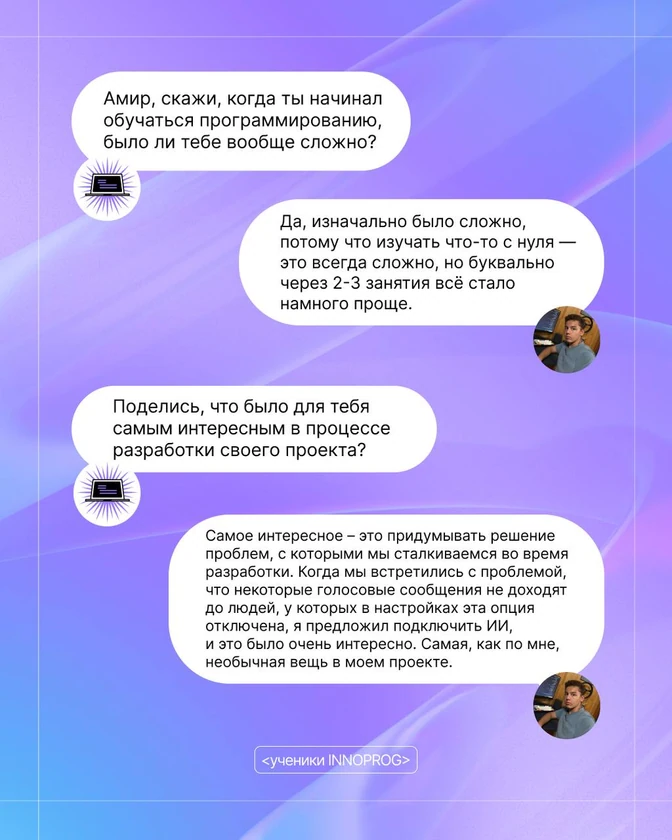 Амир, скажи, когда ты начинал
обучаться программированию,
было ли тебе вообще сложно?
Да, изначально было сложно,
потому что изучать что-то с нуля —
это всегда сложно, но буквально
через 2-3 занятия всё стало
намного проще.
Поделись, что было для тебя
самым интересным в процессе
разработки своего проекта?
Самое интересное – это придумывать решение
проблем, с которыми мы сталкиваемся во время
разработки. Когда мы встретились с проблемой,
что некоторые голосовые сообщения не доходят
до людей, у которых в настройках эта опция
отключена, я предложил подключить ИИ,
и это было очень интересно. Самая, как по мне,
необычная вещь в моем проекте.
<ученики INNOPROG>